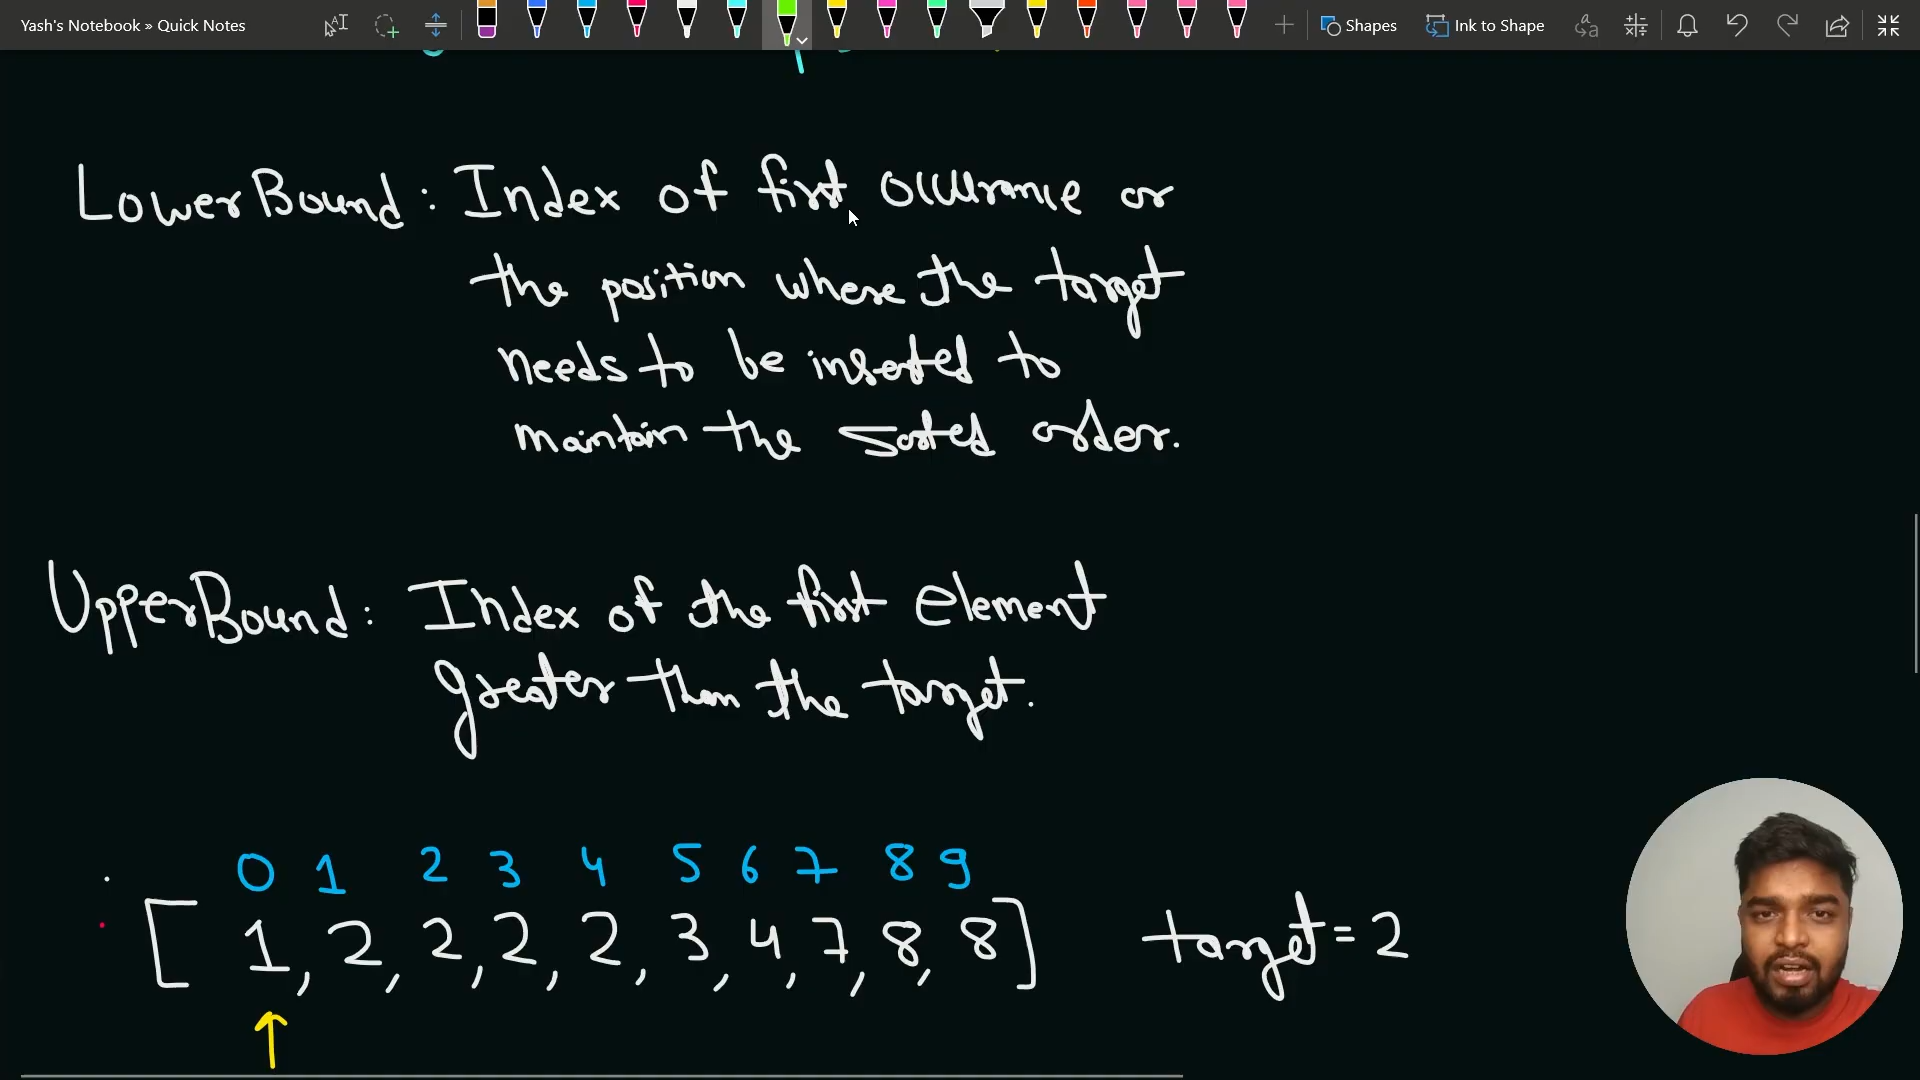 Yash's Notebook » Quick Notes
Shapes
Ink to Shape
LowerBound : Index of first occurance or
the position where the target
needs to be inserted to
maintain the sorted order.
UpperBound : Index of the first element
greater than the target.
0 1 2 3 4 5 6 7 8 9
[ 1, 2, 2, 2, 2, 3, 4, 7, 8, 8 ] target = 2